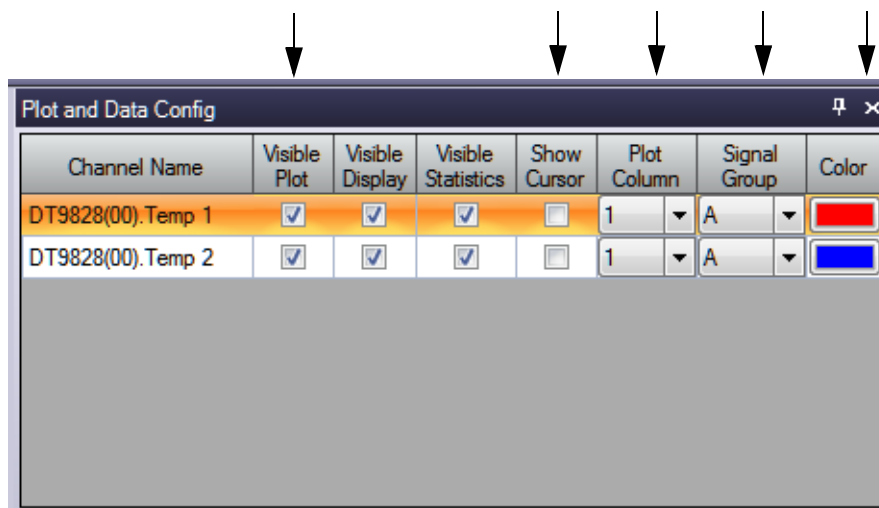 Plot and Data Config
Channel Name Visible Plot Visible Display Visible Statistics Show Cursor Plot Column Signal Group Color
DT9828(00).Temp 1 1 A
DT9828(00).Temp 2 1 A